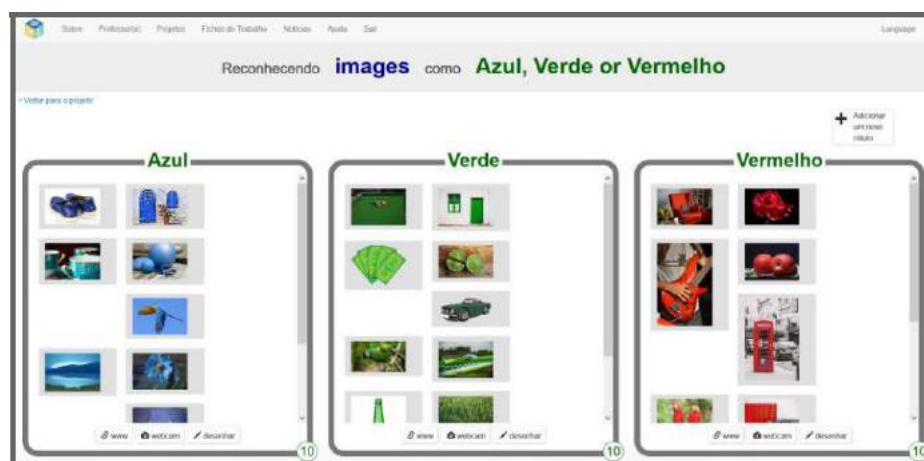 Sobre Professor(a) Projetos Fichas de Trabalho Notícias Ajuda Sair Language
Reconhecendo images como Azul, Verde or Vermelho
< Voltar para o projeto
+ Adicionar um novo rótulo
Azul
Verde
Vermelho
www webcam desenhar
10
www webcam desenhar
10
www webcam desenhar
10